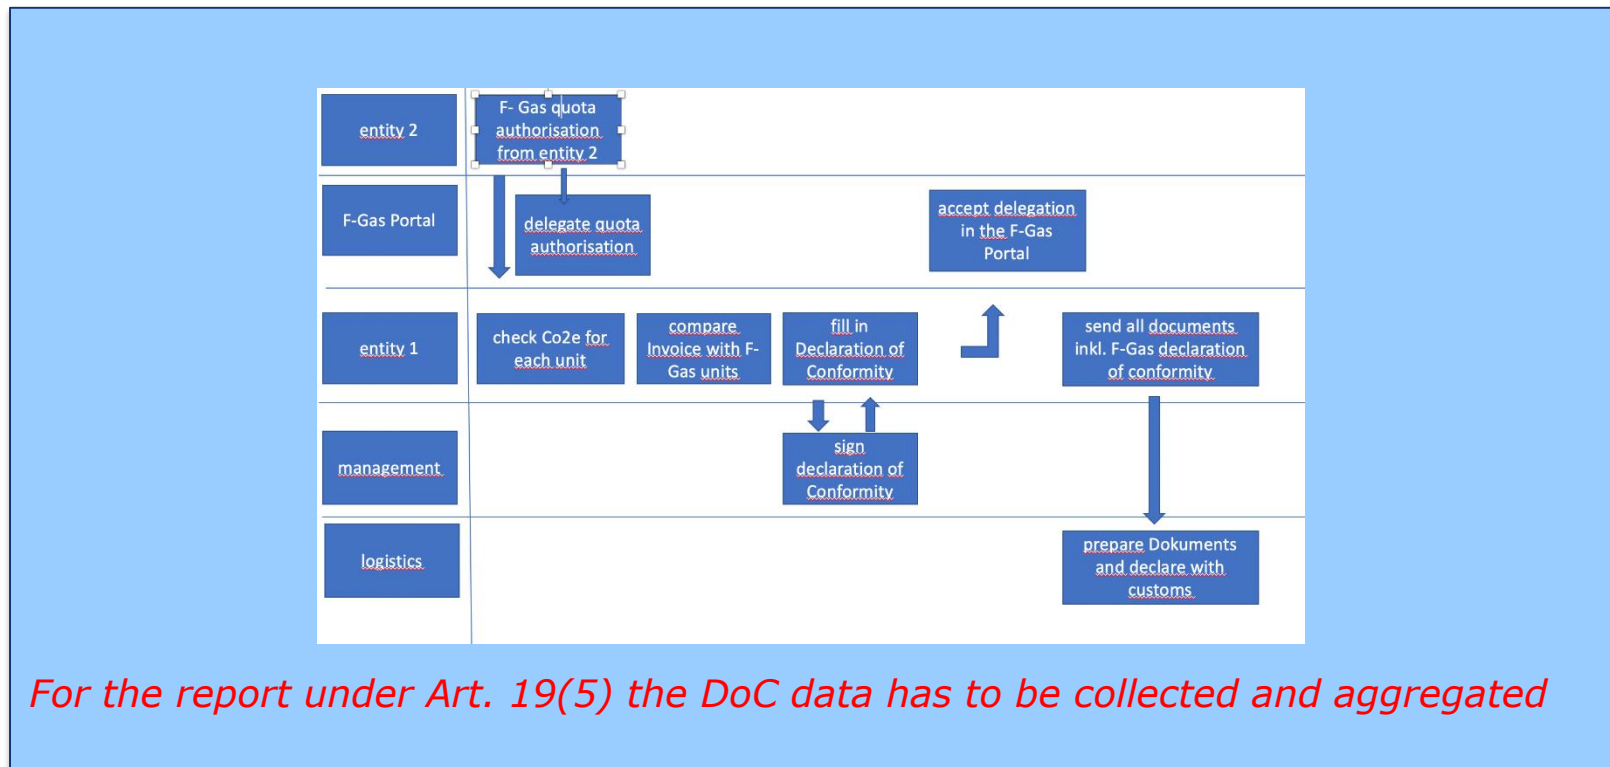 entity 2
F- Gas quota
authorisation
from entity 2
F-Gas Portal
delegate quota
authorisation
accept delegation
in the F-Gas
Portal
entity 1
check Co2e for
each unit
compare
Invoice with F-
Gas units
fill in
Declaration of
Conformity
send all documents
inkl. F-Gas declaration
of conformity
management
sign
declaration of
Conformity
logistics
prepare Dokuments
and declare with
customs
For the report under Art. 19(5) the DoC data has to be collected and aggregated